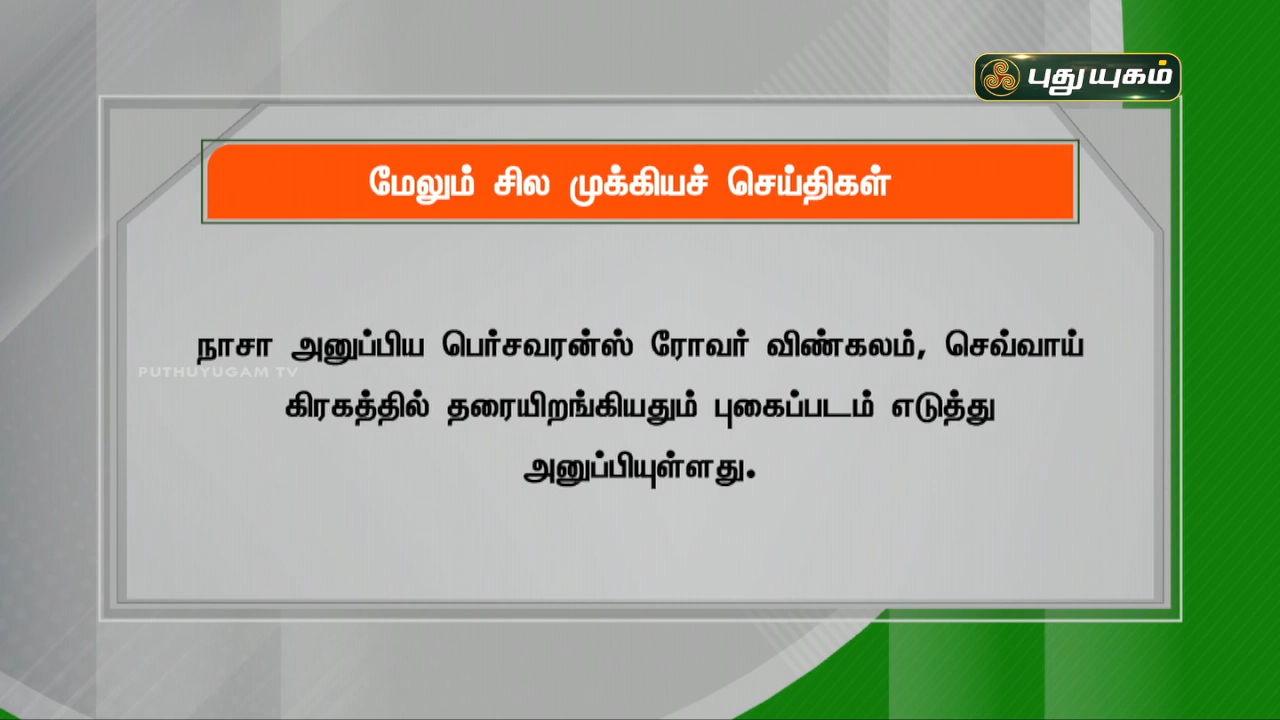 புதுயுகம்
மேலும் சில முக்கியச் செய்திகள்
நாசா அனுப்பிய பெர்சவரன்ஸ் ரோவர் விண்கலம், செவ்வாய்
PUTHUYUGAM TV
கிரகத்தில் தரையிறங்கியதும் புகைப்படம் எடுத்து
அனுப்பியுள்ளது.